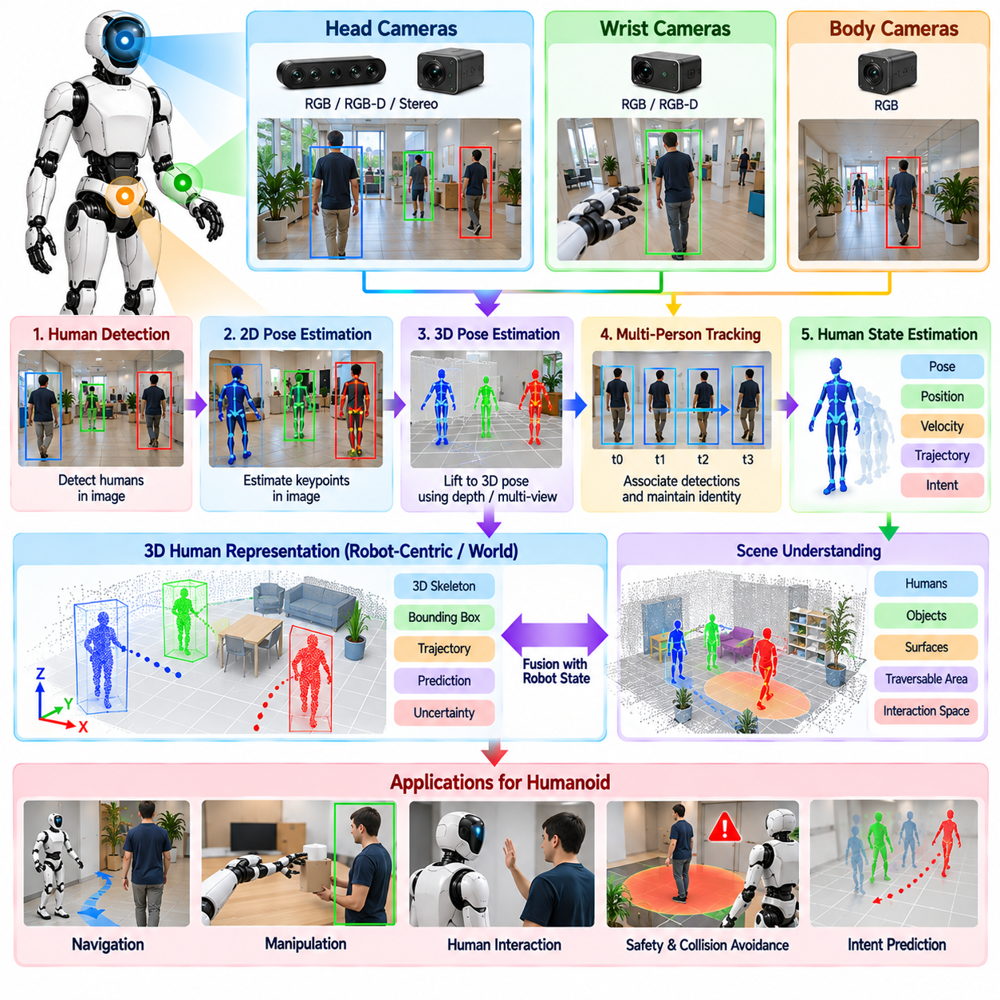 Head Cameras
RGB / RGB-D / Stereo
Wrist Cameras
RGB / RGB-D
Body Cameras
RGB
1. Human Detection
Detect humans
in image
2. 2D Pose Estimation
Estimate keypoints
in image
3. 3D Pose Estimation
Lift to 3D pose
using depth / multi-view
4. Multi-Person Tracking
t0 t1 t2 t3
Associate detections
and maintain identity
5. Human State Estimation
Pose
Position
Velocity
Trajectory
Intent
3D Human Representation (Robot-Centric / World)
Z
Y
X
3D Skeleton
Bounding Box
Trajectory
Prediction
Uncertainty
Fusion with
Robot State
Scene Understanding
Humans
Objects
Surfaces
Traversable Area
Interaction Space
Applications for Humanoid
Navigation
Manipulation
Human Interaction
Safety & Collision Avoidance
Intent Prediction